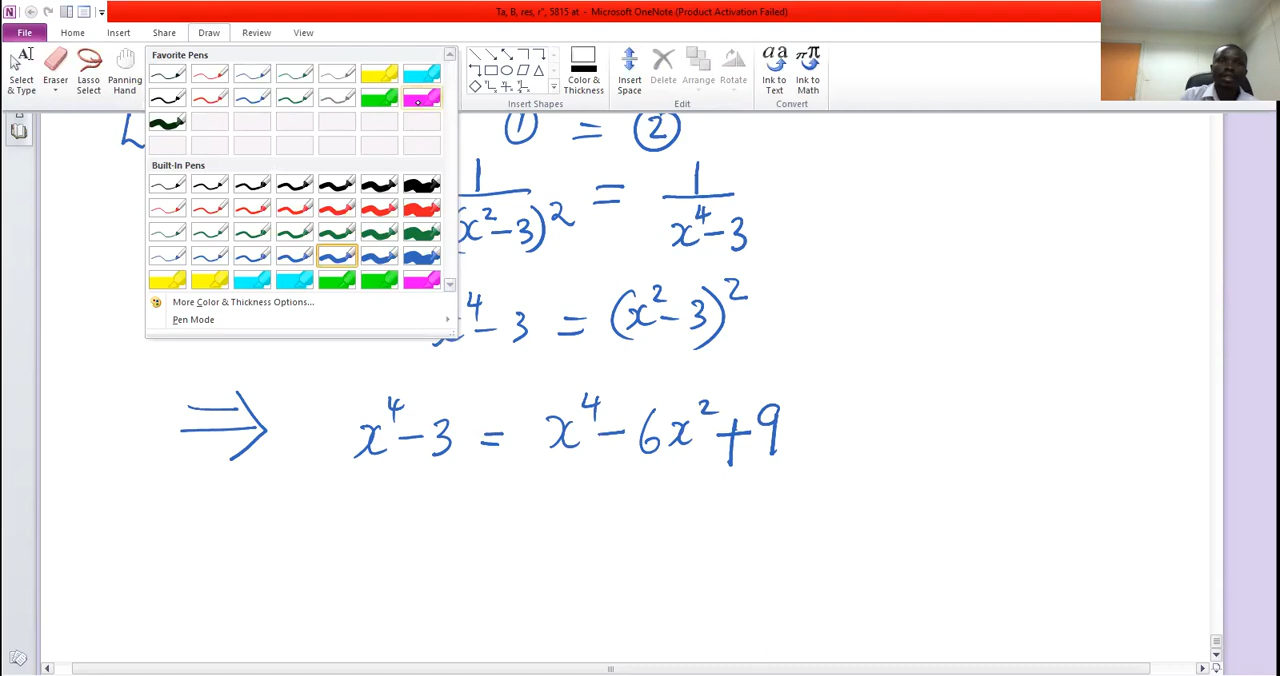 Ta, B, res, r", 5815 at - Microsoft OneNote (Product Activation Failed)
File Home Insert Share Draw Review View
Select & Type
Eraser
Lasso Select
Panning Hand
Favorite Pens
Built-In Pens
More Color & Thickness Options...
Pen Mode
Color & Thickness
Insert Shapes
Insert Space
Delete
Arrange
Rotate
Edit
Ink to Text
Ink to Math
Convert
① = ②
1/(x²-3)² = 1/(x⁴-3)
x⁴-3 = (x²-3)²
⇒ x⁴-3 = x⁴-6x²+9